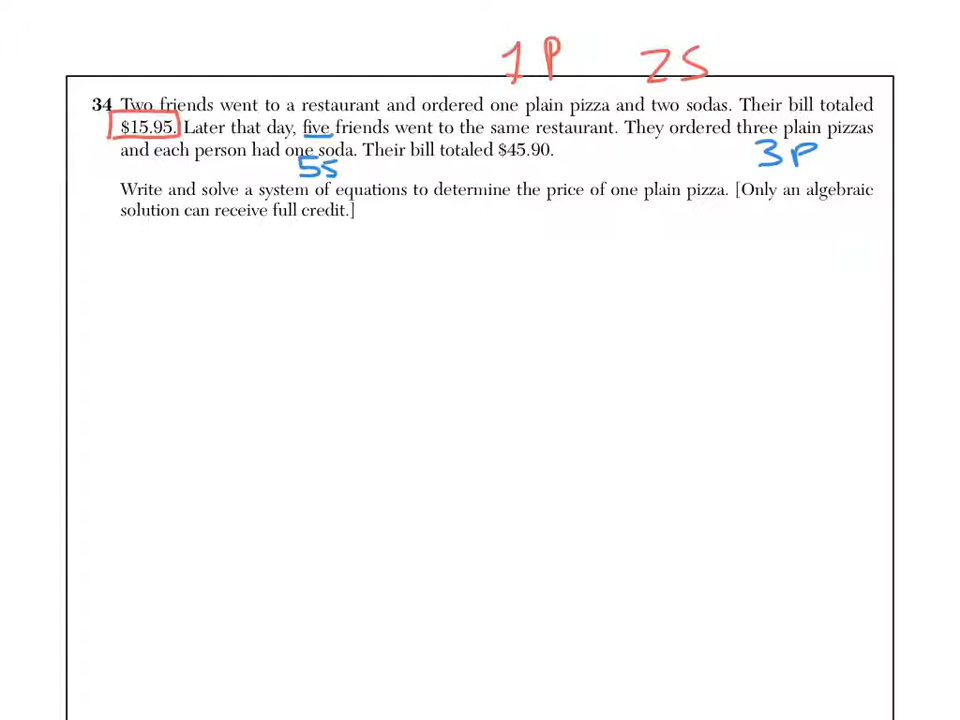 1P 2S
34 Two friends went to a restaurant and ordered one plain pizza and two sodas. Their bill totaled
$15.95. Later that day, five friends went to the same restaurant. They ordered three plain pizzas
and each person had one soda. Their bill totaled $45.90.
5s 3P
Write and solve a system of equations to determine the price of one plain pizza. [Only an algebraic
solution can receive full credit.]